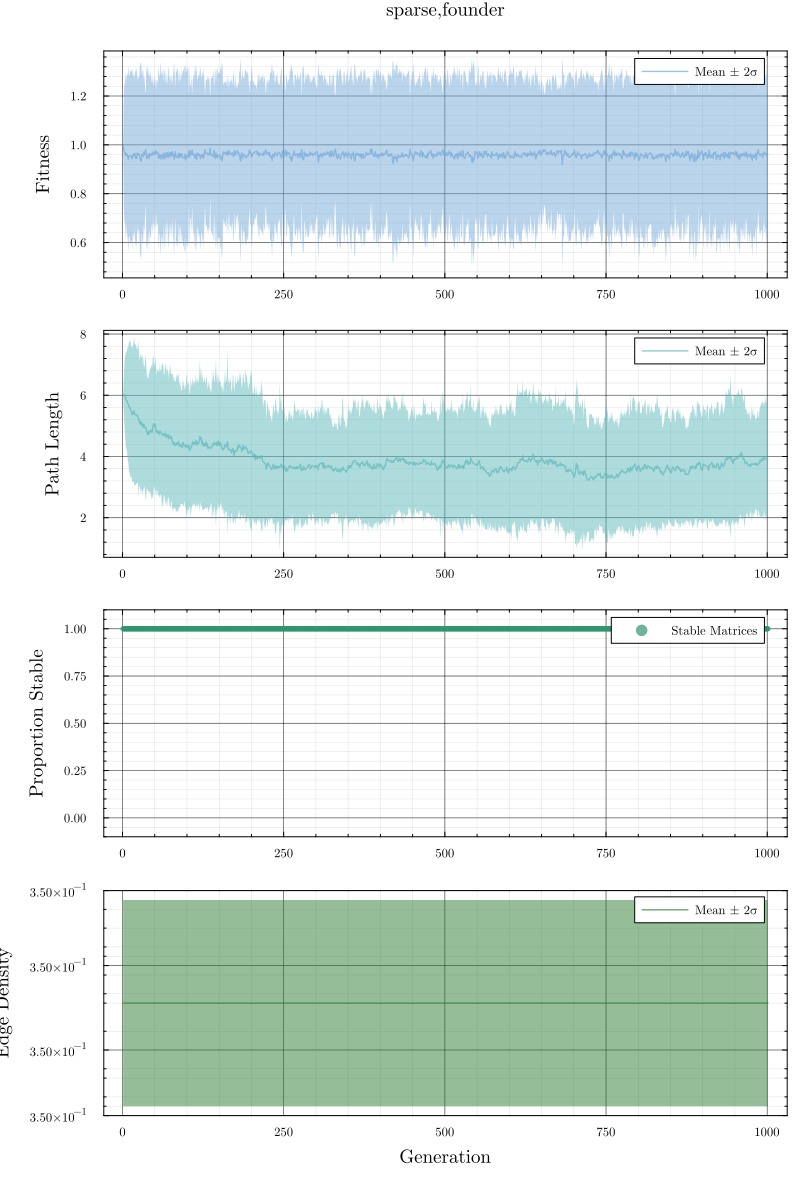 sparse,founder
Fitness
1.2
1.0
0.8
0.6
Mean ± 2σ
0 250 500 750 1000
Path Length
8
6
4
2
Mean ± 2σ
0 250 500 750 1000
Proportion Stable
1.00
0.75
0.50
0.25
0.00
Stable Matrices
0 250 500 750 1000
Edge Density
3.50×10⁻¹
3.50×10⁻¹
3.50×10⁻¹
3.50×10⁻¹
Mean ± 2σ
0 250 500 750 1000
Generation